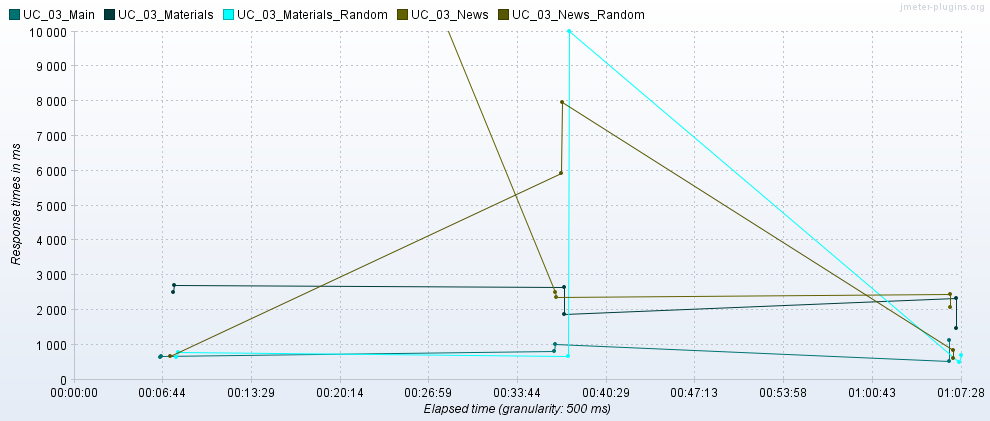 UC_03_Main UC_03_Materials UC_03_Materials_Random UC_03_News UC_03_News_Random
jmeter-plugins.org
10 000
9 000
8 000
7 000
6 000
5 000
4 000
3 000
2 000
1 000
0
Response times in ms
00:00:00 00:06:44 00:13:29 00:20:14 00:26:59 00:33:44 00:40:29 00:47:13 00:53:58 01:00:43 01:07:28
Elapsed time (granularity: 500 ms)